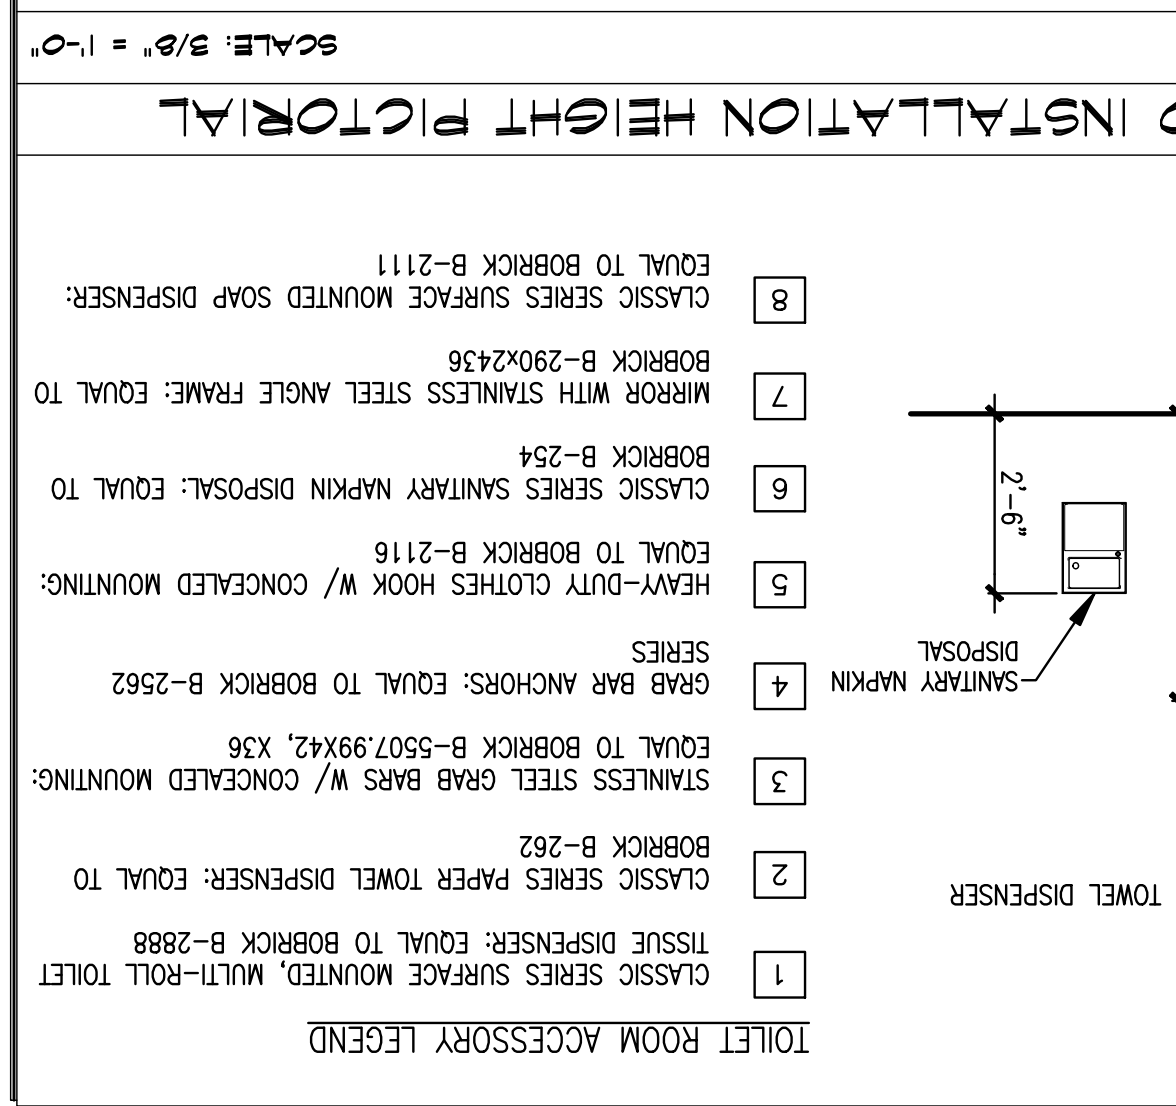 TOILET ROOM ACCESSORY LEGEND
1
CLASSIC SERIES SURFACE MOUNTED, MULTI-ROLL TOILET
TISSUE DISPENSER: EQUAL TO BOBRICK B-2888
2
CLASSIC SERIES PAPER TOWEL DISPENSER: EQUAL TO
BOBRICK B-262
3
STAINLESS STEEL GRAB BARS W/ CONCEALED MOUNTING:
EQUAL TO BOBRICK B-5507.99X42, X36
4
GRAB BAR ANCHORS: EQUAL TO BOBRICK B-2562
SERIES
5
HEAVY-DUTY CLOTHES HOOK W/ CONCEALED MOUNTING:
EQUAL TO BOBRICK B-2116
6
CLASSIC SERIES SANITARY NAPKIN DISPOSAL: EQUAL TO
BOBRICK B-254
7
MIRROR WITH STAINLESS STEEL ANGLE FRAME: EQUAL TO
BOBRICK B-290x2436
8
CLASSIC SERIES SURFACE MOUNTED SOAP DISPENSER:
EQUAL TO BOBRICK B-2111
TOWEL DISPENSER
SANITARY NAPKIN
DISPOSAL
2'-6"
INSTALLATION HEIGHT PICTORIAL
SCALE: 3/8" = 1'-0"